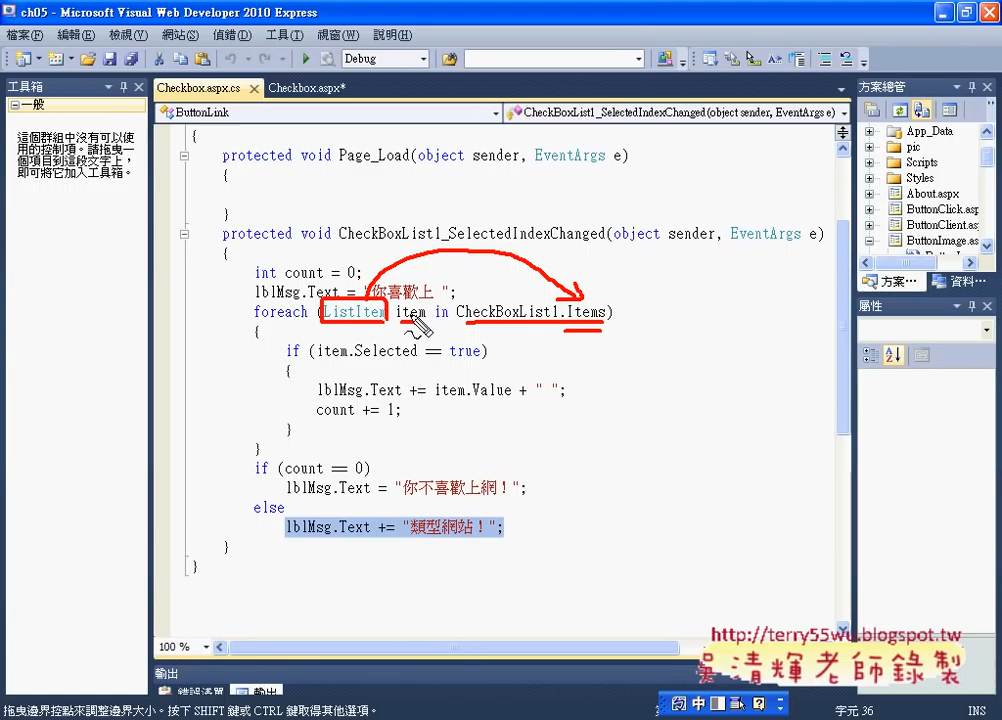 ch05 - Microsoft Visual Web Developer 2010 Express
檔案(F) 編輯(E) 檢視(V) 網站(S) 偵錯(D) 工具(T) 視窗(W) 說明(H)
Debug
工具箱
一般
這個群組中沒有可以使
用的控制項。請拖曳一
個項目到這段文字上，
即可將它加入工具箱。
Checkbox.aspx.cs Checkbox.aspx*
ButtonLink CheckBoxList1_SelectedIndexChanged(object sender, EventArgs e)
{
protected void Page_Load(object sender, EventArgs e)
{
}
protected void CheckBoxList1_SelectedIndexChanged(object sender, EventArgs e)
{
int count = 0;
lblMsg.Text = "你喜歡上 ";
foreach (ListItem item in CheckBoxList1.Items)
{
if (item.Selected == true)
{
lblMsg.Text += item.Value + " ";
count += 1;
}
}
if (count == 0)
lblMsg.Text = "你不喜歡上網！";
else
lblMsg.Text += "類型網站！";
}
}
100 %
輸出
錯誤清單 輸出
方案總管
App_Data
pic
Scripts
Styles
About.aspx
ButtonClick.asp
ButtonClient.as
ButtonImage.as
方案… 資料…
屬性
http://terry55wu.blogspot.tw
吳清輝老師錄製
中
拖曳邊界控點來調整邊界大小。按下 SHIFT 鍵或 CTRL 鍵取得其他選項。
字元 36
INS